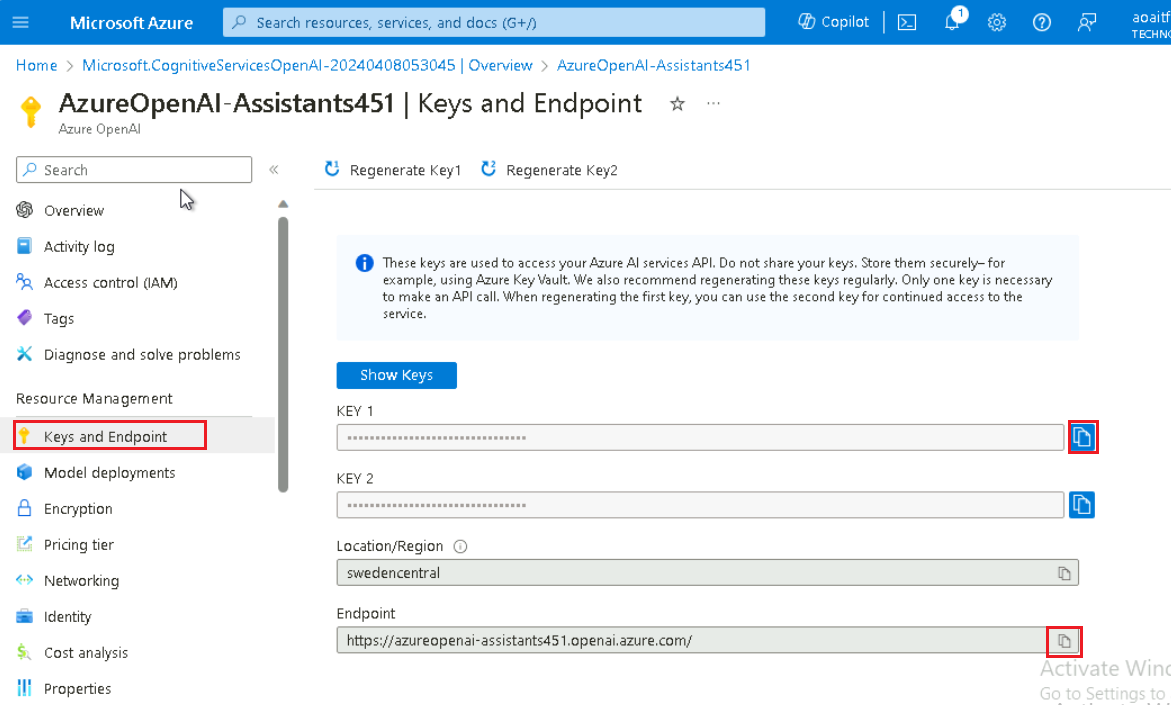 Microsoft Azure
Search resources, services, and docs (G+/)
Copilot
1
aoaitf
TECHNO
Home > Microsoft.CognitiveServicesOpenAI-20240408053045 | Overview > AzureOpenAI-Assistants451
AzureOpenAI-Assistants451 | Keys and Endpoint
Azure OpenAI
Search
Regenerate Key1
Regenerate Key2
Overview
Activity log
Access control (IAM)
Tags
Diagnose and solve problems
Resource Management
Keys and Endpoint
Model deployments
Encryption
Pricing tier
Networking
Identity
Cost analysis
Properties
These keys are used to access your Azure AI services API. Do not share your keys. Store them securely– for
example, using Azure Key Vault. We also recommend regenerating these keys regularly. Only one key is necessary
to make an API call. When regenerating the first key, you can use the second key for continued access to the
service.
Show Keys
KEY 1
KEY 2
Location/Region
swedencentral
Endpoint
https://azureopenai-assistants451.openai.azure.com/
Activate Wind
Go to Settings to